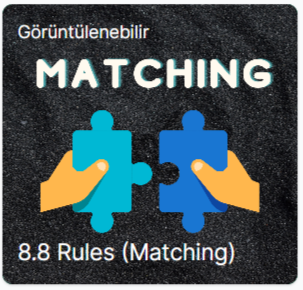 Görüntülenebilir
MATCHING
8.8 Rules (Matching)